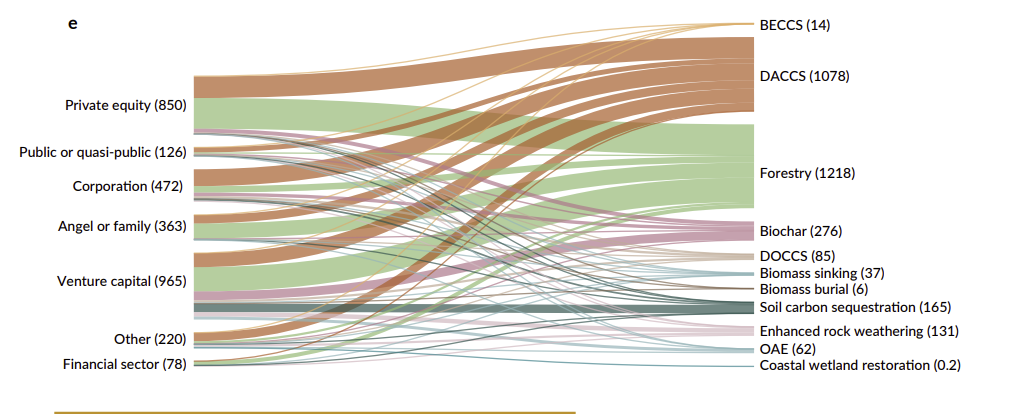 e
Private equity (850)
Public or quasi-public (126)
Corporation (472)
Angel or family (363)
Venture capital (965)
Other (220)
Financial sector (78)
BECCS (14)
DACCS (1078)
Forestry (1218)
Biochar (276)
DOCCS (85)
Biomass sinking (37)
Biomass burial (6)
Soil carbon sequestration (165)
Enhanced rock weathering (131)
OAE (62)
Coastal wetland restoration (0.2)